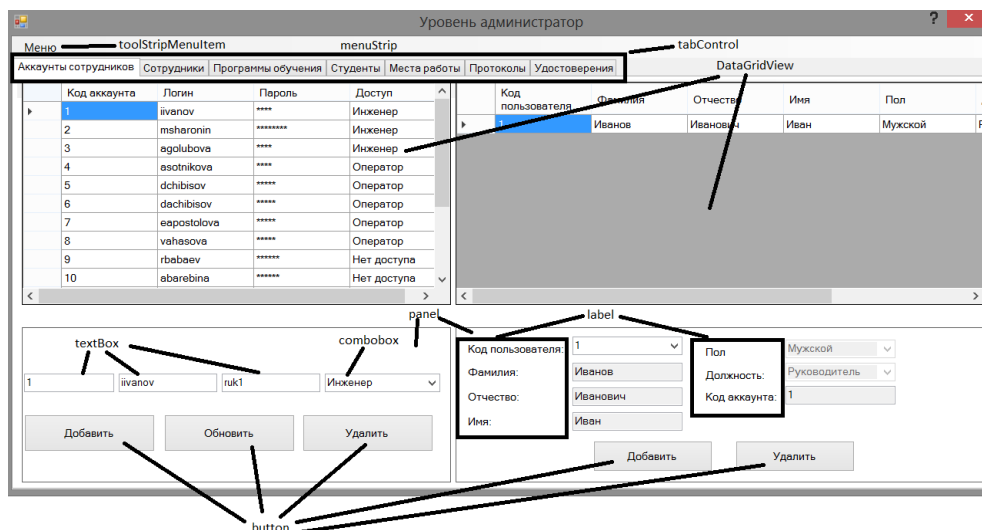 Уровень администратор
?
Меню toolStripMenuItem menuStrip tabControl
Аккаунты сотрудников Сотрудники Программы обучения Студенты Места работы Протоколы Удостоверения DataGridView
Код аккаунта Логин Пароль Доступ
1 iivanov **** Инженер
2 msharonin ******** Инженер
3 agolubova **** Инженер
4 asotnikova **** Оператор
5 dchibisov ***** Оператор
6 dachibisov ***** Оператор
7 eapostolova ***** Оператор
8 vahasova ***** Оператор
9 rbabaev ****** Нет доступа
10 abarebina ****** Нет доступа
Код пользователя Фамилия Отчество Имя Пол
1 Иванов Иванович Иван Мужской
panel label
textBox combobox
1 iivanov ruk1 Инженер
Добавить Обновить Удалить
Код пользователя: 1
Фамилия: Иванов
Отчество: Иванович
Имя: Иван
Пол Мужской
Должность: Руководитель
Код аккаунта: 1
Добавить Удалить
button